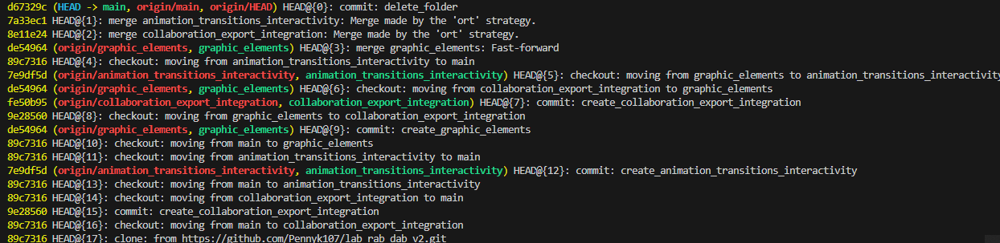 d67329c (HEAD -> main, origin/main, origin/HEAD) HEAD@{0}: commit: delete_folder
7a33ec1 HEAD@{1}: merge animation_transitions_interactivity: Merge made by the 'ort' strategy.
8e11e24 HEAD@{2}: merge collaboration_export_integration: Merge made by the 'ort' strategy.
de54964 (origin/graphic_elements, graphic_elements) HEAD@{3}: merge graphic_elements: Fast-forward
89c7316 HEAD@{4}: checkout: moving from animation_transitions_interactivity to main
7e9df5d (origin/animation_transitions_interactivity, animation_transitions_interactivity) HEAD@{5}: checkout: moving from graphic_elements to animation_transitions_interactivity
de54964 (origin/graphic_elements, graphic_elements) HEAD@{6}: checkout: moving from collaboration_export_integration to graphic_elements
fe50b95 (origin/collaboration_export_integration, collaboration_export_integration) HEAD@{7}: commit: create_collaboration_export_integration
9e28560 HEAD@{8}: checkout: moving from graphic_elements to collaboration_export_integration
de54964 (origin/graphic_elements, graphic_elements) HEAD@{9}: commit: create_graphic_elements
89c7316 HEAD@{10}: checkout: moving from main to graphic_elements
89c7316 HEAD@{11}: checkout: moving from animation_transitions_interactivity to main
7e9df5d (origin/animation_transitions_interactivity, animation_transitions_interactivity) HEAD@{12}: commit: create_animation_transitions_interactivity
89c7316 HEAD@{13}: checkout: moving from main to animation_transitions_interactivity
89c7316 HEAD@{14}: checkout: moving from collaboration_export_integration to main
9e28560 HEAD@{15}: commit: create_collaboration_export_integration
89c7316 HEAD@{16}: checkout: moving from main to collaboration_export_integration
89c7316 HEAD@{17}: clone: from https://github.com/Pennyk107/lab_rab_dab_v2.git